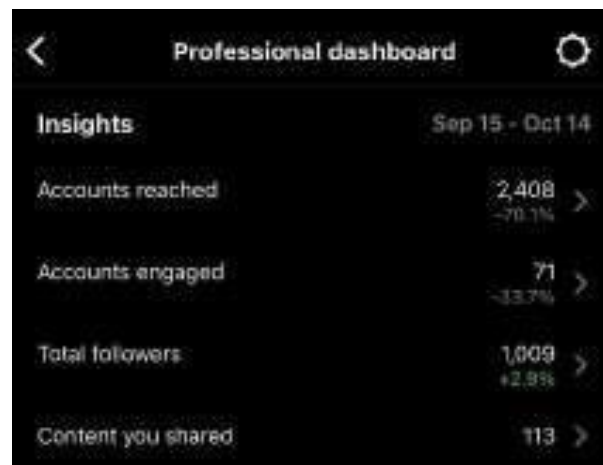 Professional dashboard
Insights Sep 15 - Oct 14
Accounts reached 2,408
-70.1%
Accounts engaged 71
-33.7%
Total followers 1,009
+2.9%
Content you shared 113